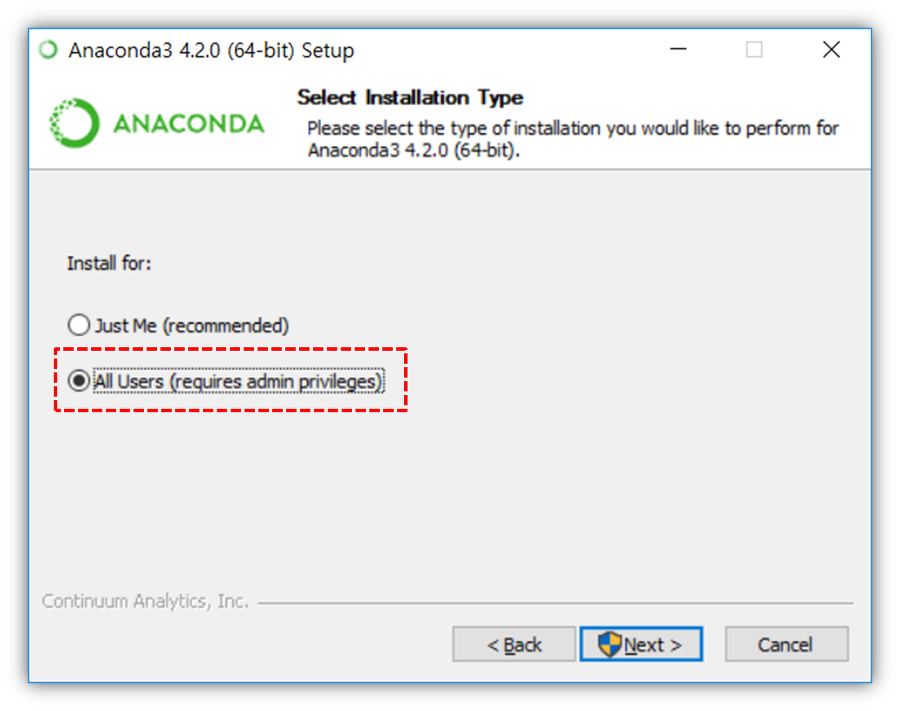 Anaconda3 4.2.0 (64-bit) Setup
ANACONDA
Select Installation Type
Please select the type of installation you would like to perform for
Anaconda3 4.2.0 (64-bit).
Install for:
Just Me (recommended)
All Users (requires admin privileges)
Continuum Analytics, Inc.
< Back
Next >
Cancel